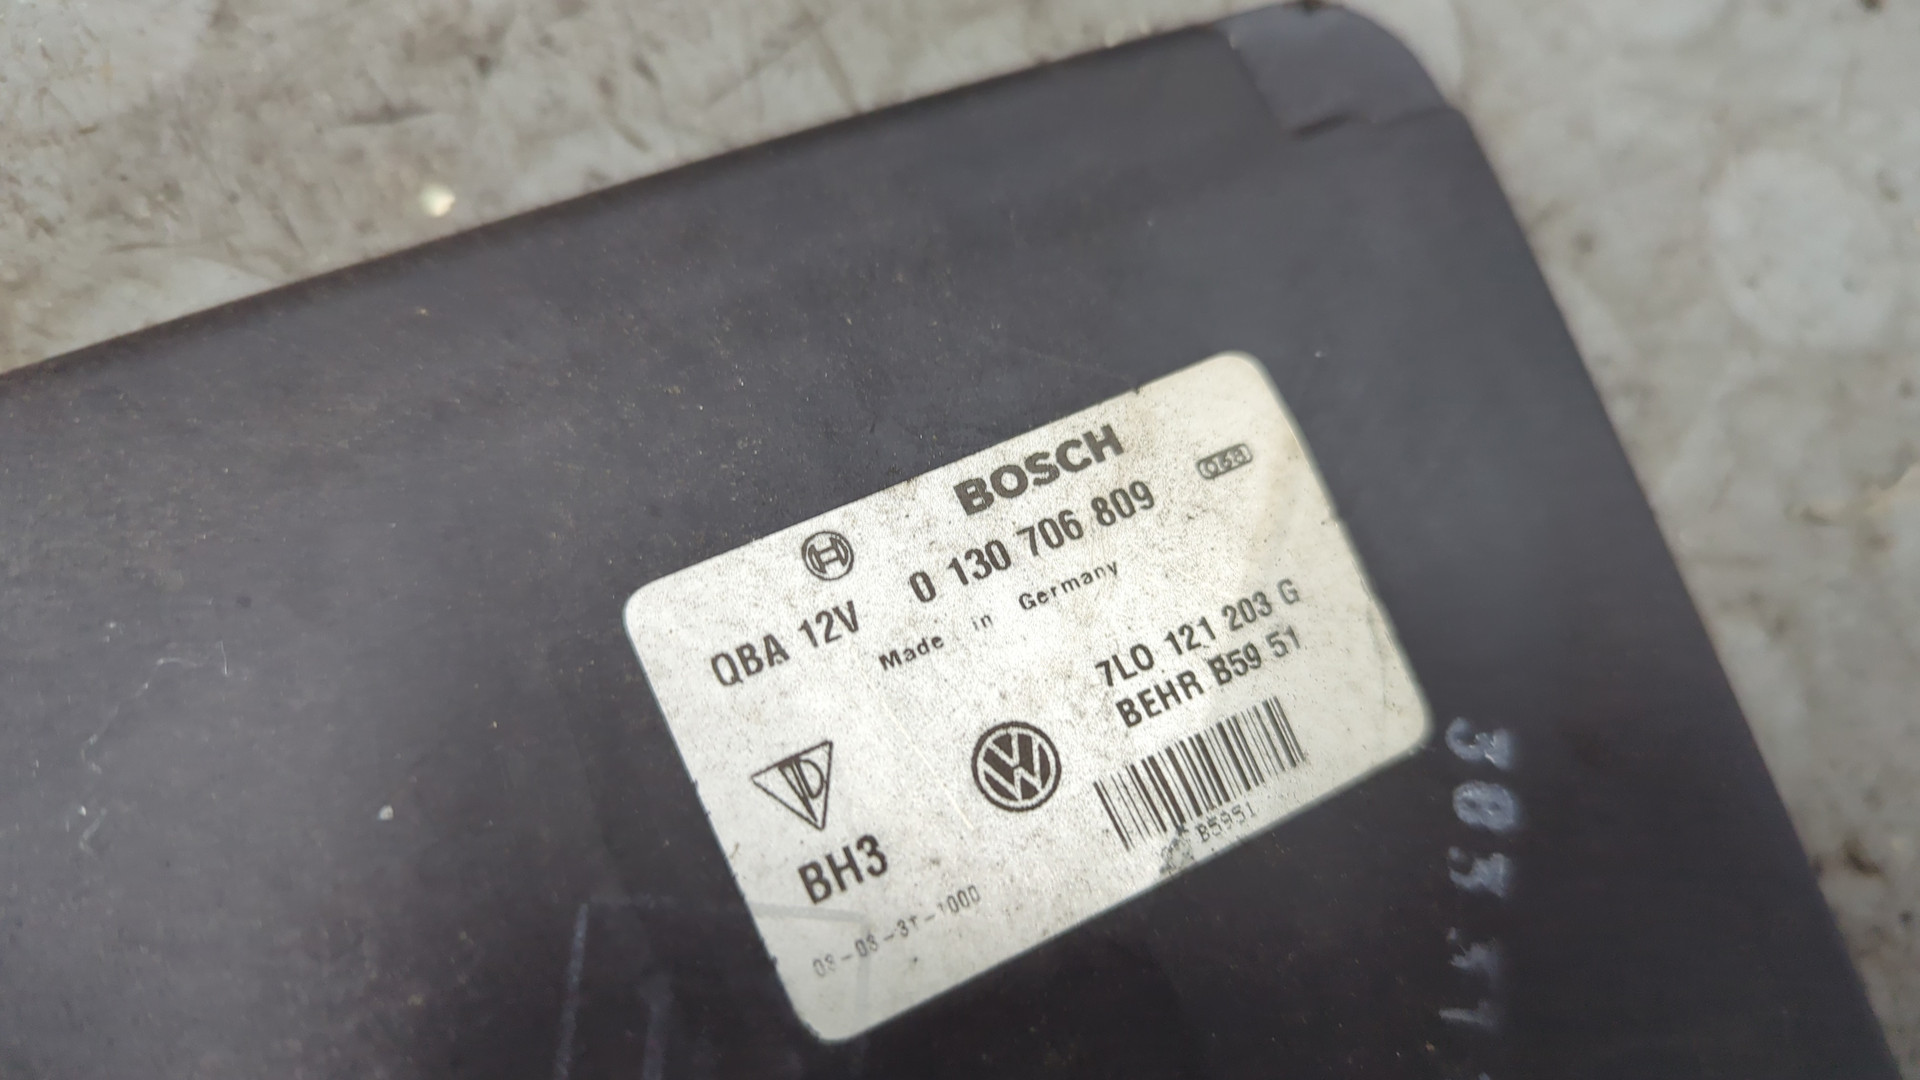 BOSCH
QBA 12V 0 130 706 809
Made in Germany
7L0 121 203 G
BEHR B59 51
B5951
BH3